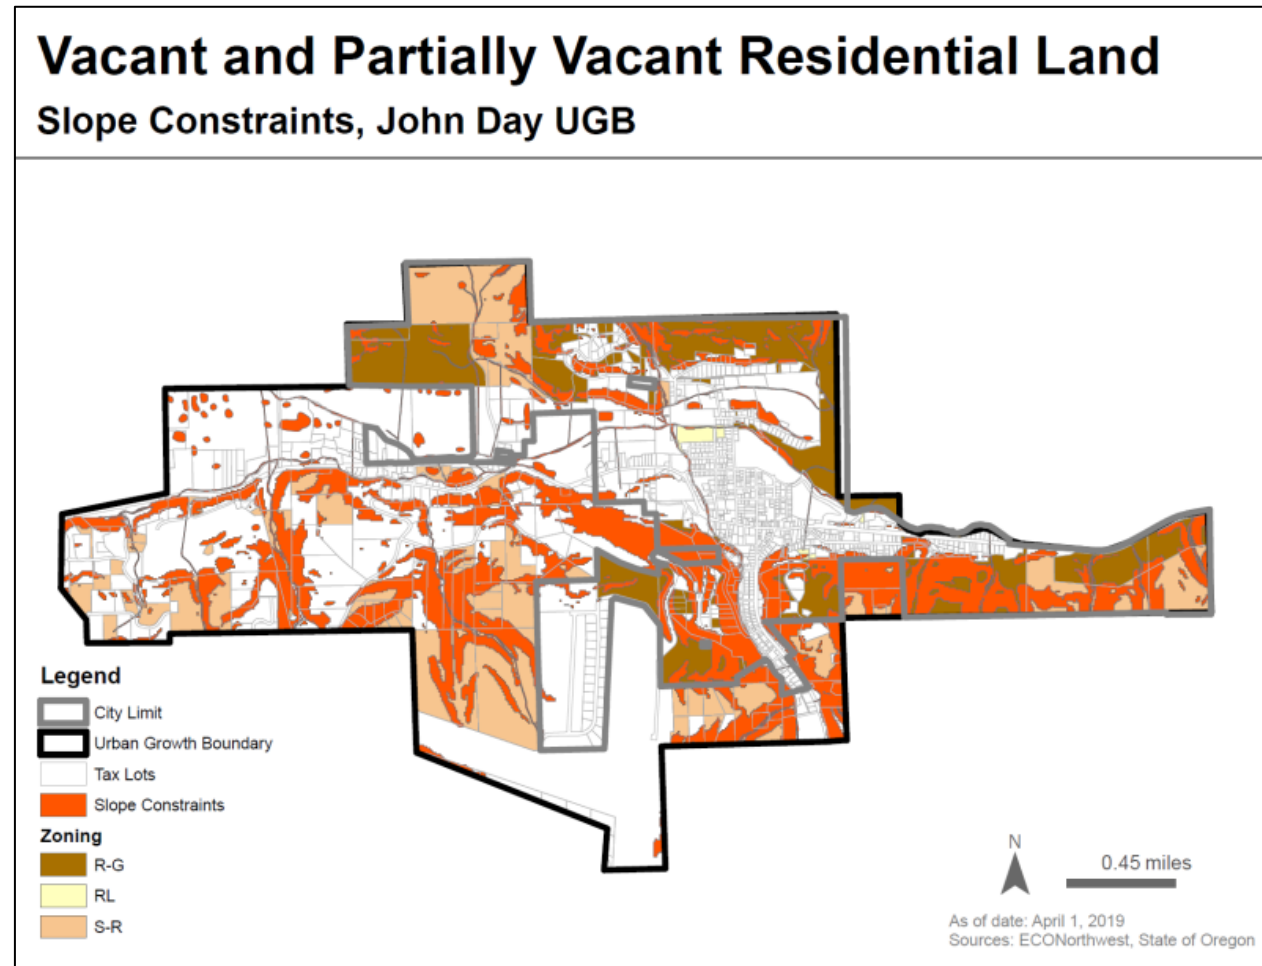 Vacant and Partially Vacant Residential Land
Slope Constraints, John Day UGB
Legend
City Limit
Urban Growth Boundary
Tax Lots
Slope Constraints
Zoning
R-G
RL
S-R
N
0.45 miles
As of date: April 1, 2019
Sources: ECONorthwest, State of Oregon